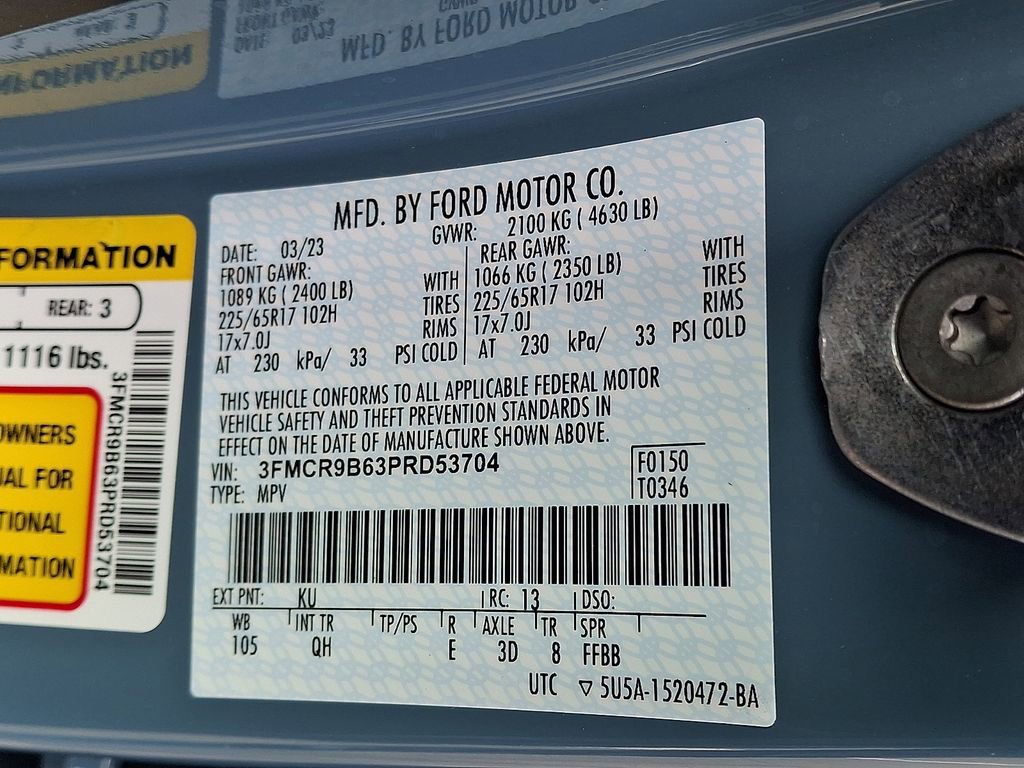 FORMATION
REAR: 3
1116 lbs.
3FMCR9B63PRD53704
OWNERS
UAL FOR
TIONAL
MATION
MFD. BY FORD MOTOR CO.
DATE: 03/23 GVWR: 2100 KG ( 4630 LB)
FRONT GAWR: REAR GAWR:
1089 KG ( 2400 LB) WITH 1066 KG ( 2350 LB) WITH
225/65R17 102H TIRES 225/65R17 102H TIRES
17x7.0J RIMS 17x7.0J RIMS
AT 230 kPa/ 33 PSI COLD AT 230 kPa/ 33 PSI COLD
THIS VEHICLE CONFORMS TO ALL APPLICABLE FEDERAL MOTOR
VEHICLE SAFETY AND THEFT PREVENTION STANDARDS IN
EFFECT ON THE DATE OF MANUFACTURE SHOWN ABOVE.
VIN: 3FMCR9B63PRD53704 F0150
TYPE: MPV T0346
EXT PNT: KU RC: 13 DSO:
WB INT TR TP/PS R AXLE TR SPR
105 QH E 3D 8 FFBB
UTC ▽ 5U5A-1520472-BA